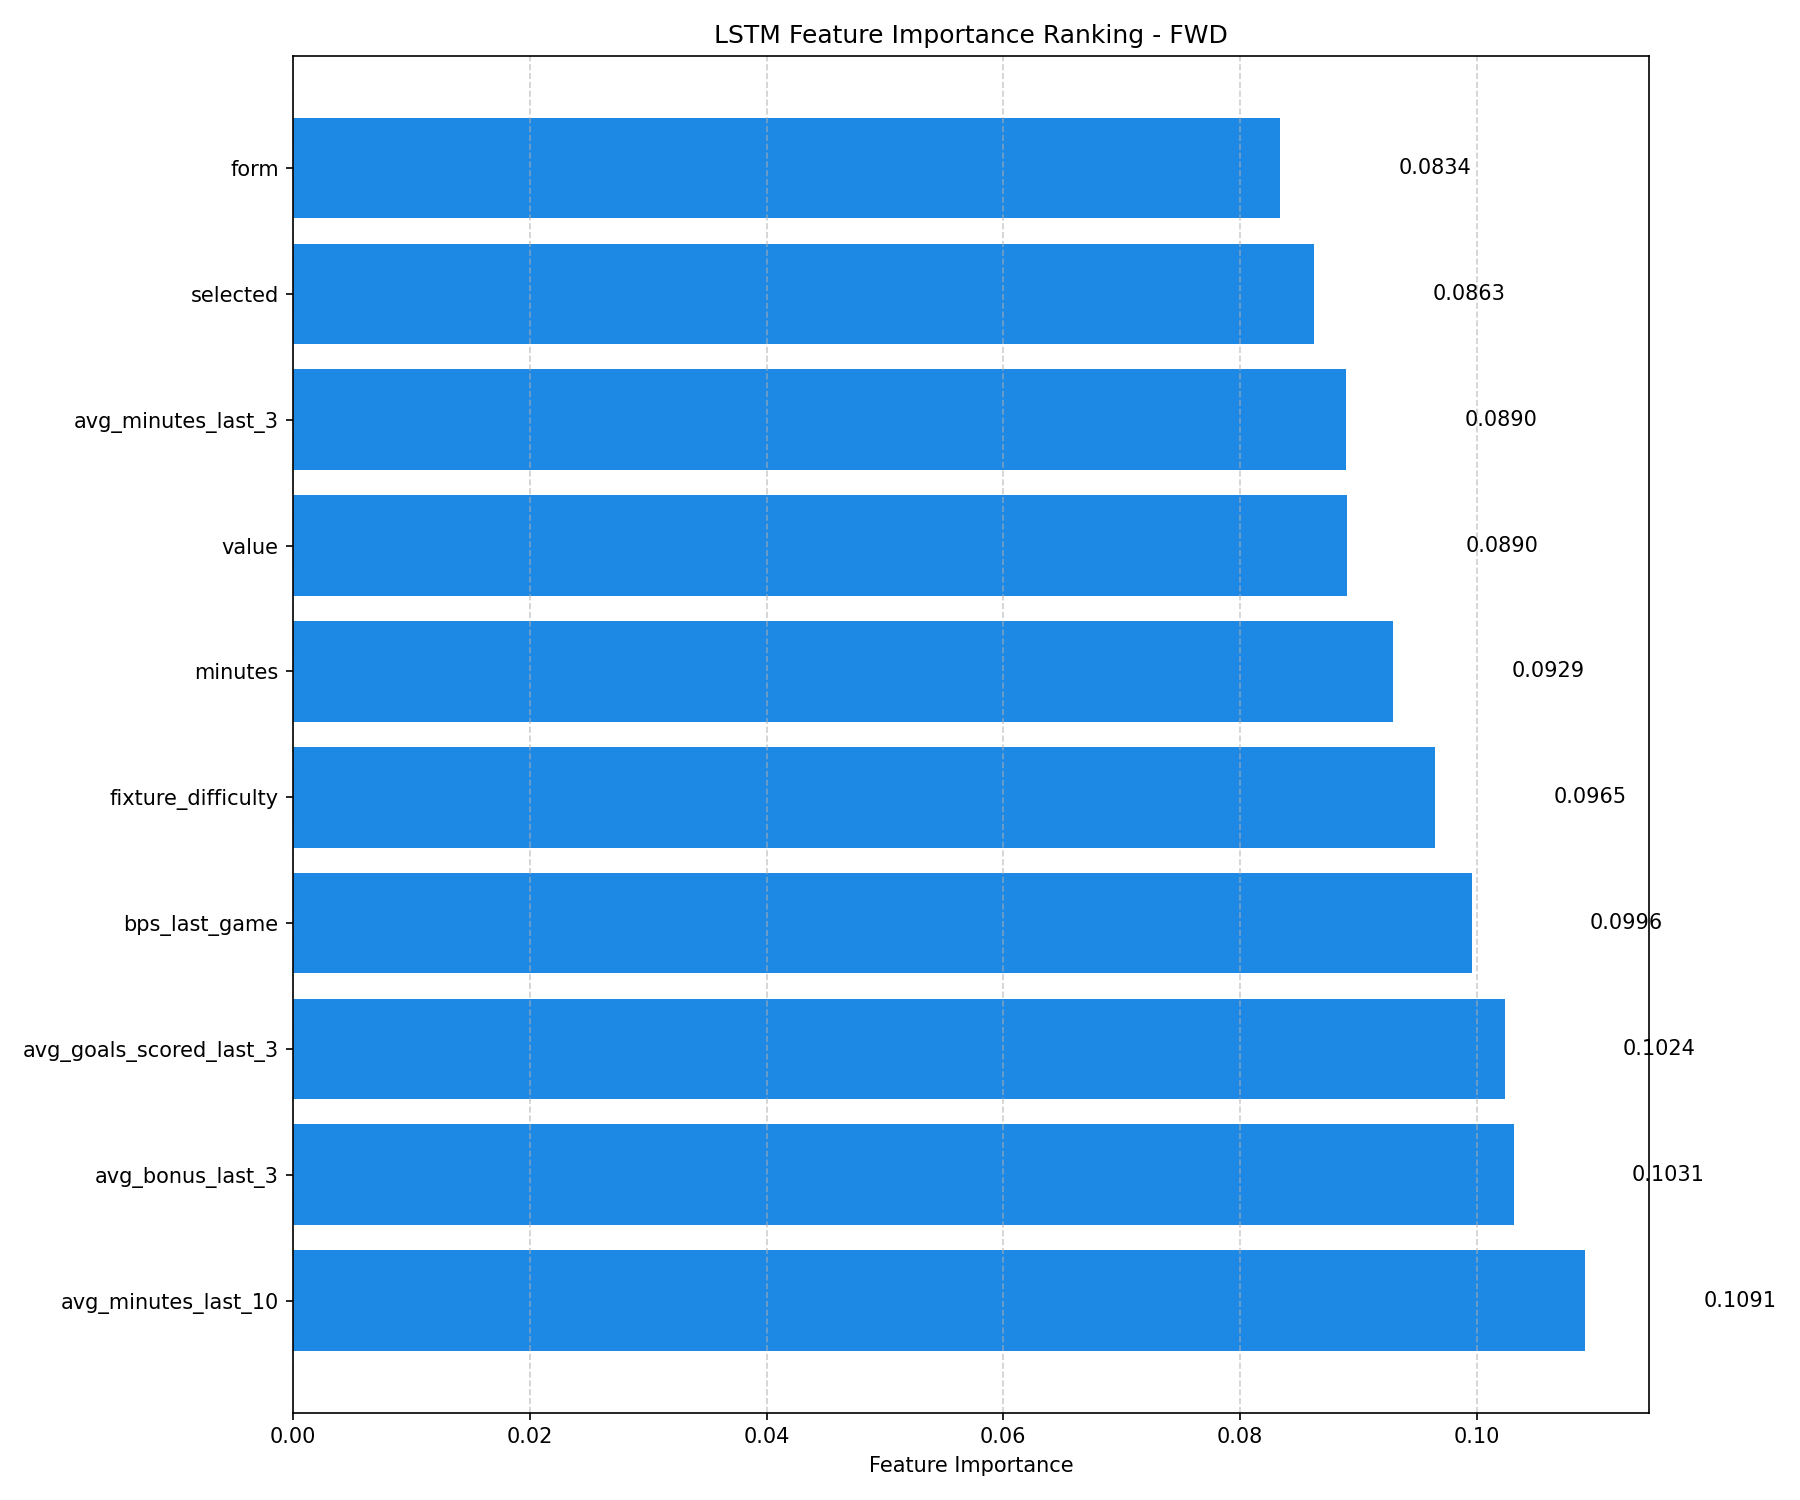 LSTM Feature Importance Ranking - FWD
form 0.0834
selected 0.0863
avg_minutes_last_3 0.0890
value 0.0890
minutes 0.0929
fixture_difficulty 0.0965
bps_last_game 0.0996
avg_goals_scored_last_3 0.1024
avg_bonus_last_3 0.1031
avg_minutes_last_10 0.1091
0.00 0.02 0.04 0.06 0.08 0.10
Feature Importance